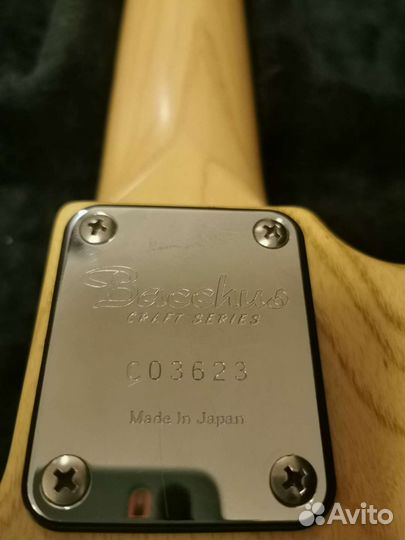 Bacchus
CRAFT SERIES
C03623
Made In Japan
Avito